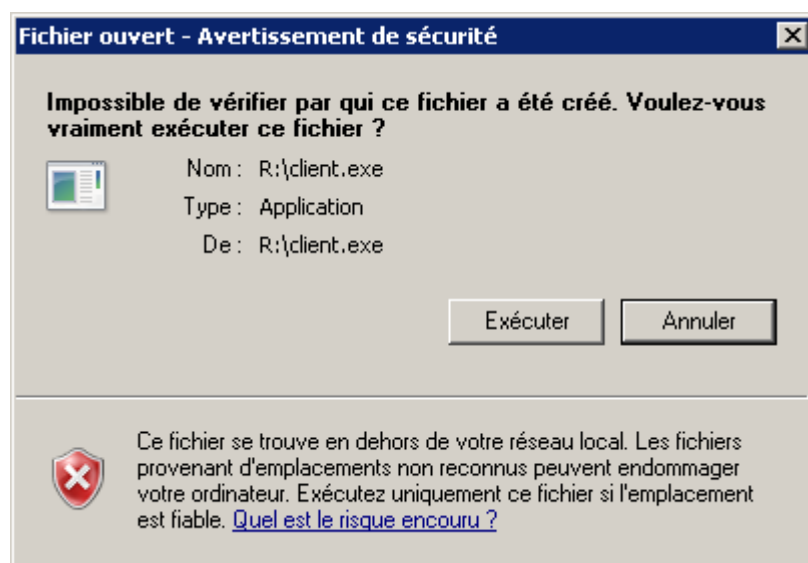 Fichier ouvert - Avertissement de sécurité
Impossible de vérifier par qui ce fichier a été créé. Voulez-vous
vraiment exécuter ce fichier ?
Nom : R:\client.exe
Type : Application
De : R:\client.exe
Exécuter Annuler
Ce fichier se trouve en dehors de votre réseau local. Les fichiers
provenant d'emplacements non reconnus peuvent endommager
votre ordinateur. Exécutez uniquement ce fichier si l'emplacement
est fiable. Quel est le risque encouru ?